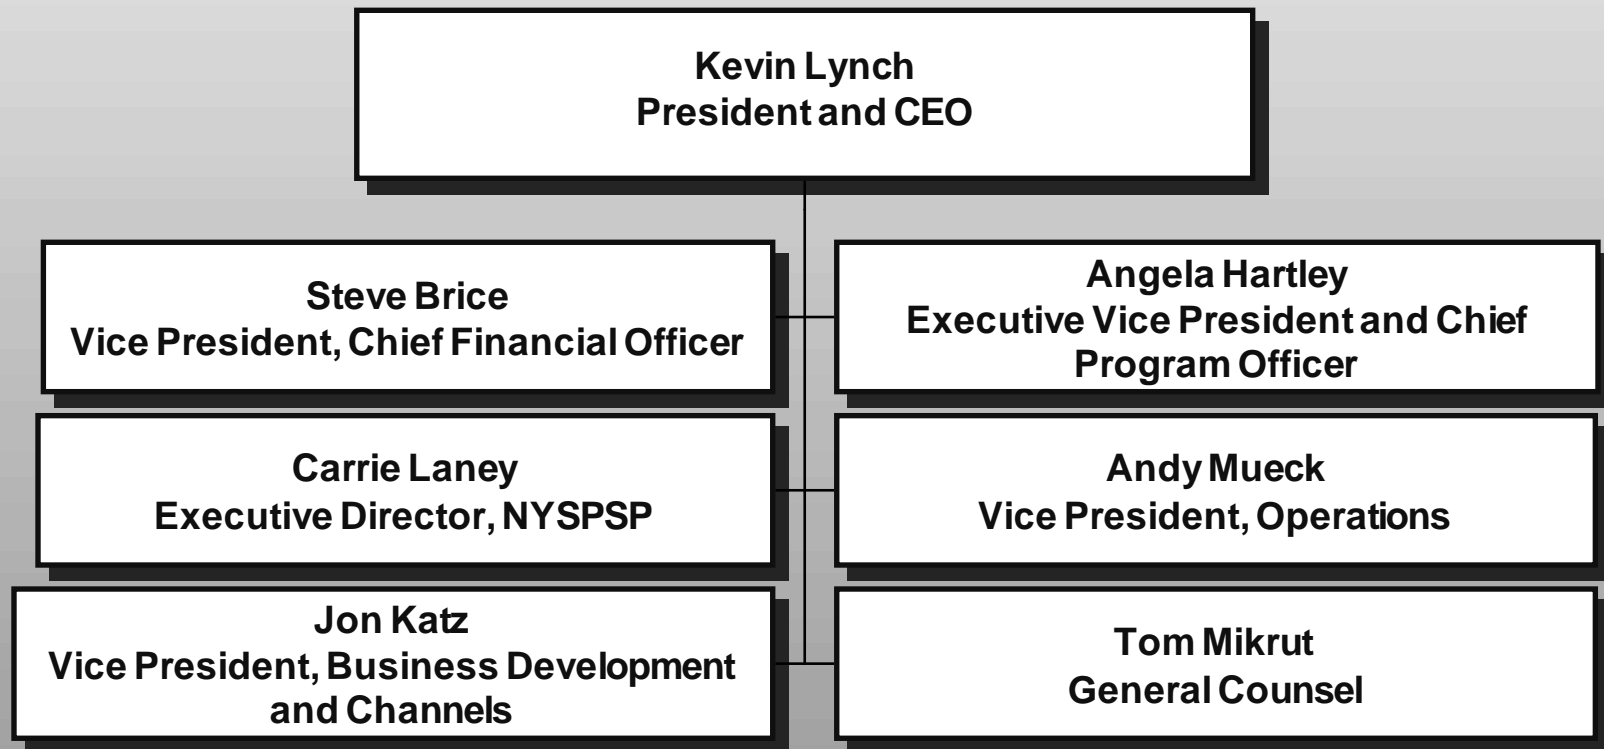 Kevin Lynch
President and CEO
Steve Brice
Vice President, Chief Financial Officer
Angela Hartley
Executive Vice President and Chief
Program Officer
Carrie Laney
Executive Director, NYSPSP
Andy Mueck
Vice President, Operations
Jon Katz
Vice President, Business Development
and Channels
Tom Mikrut
General Counsel